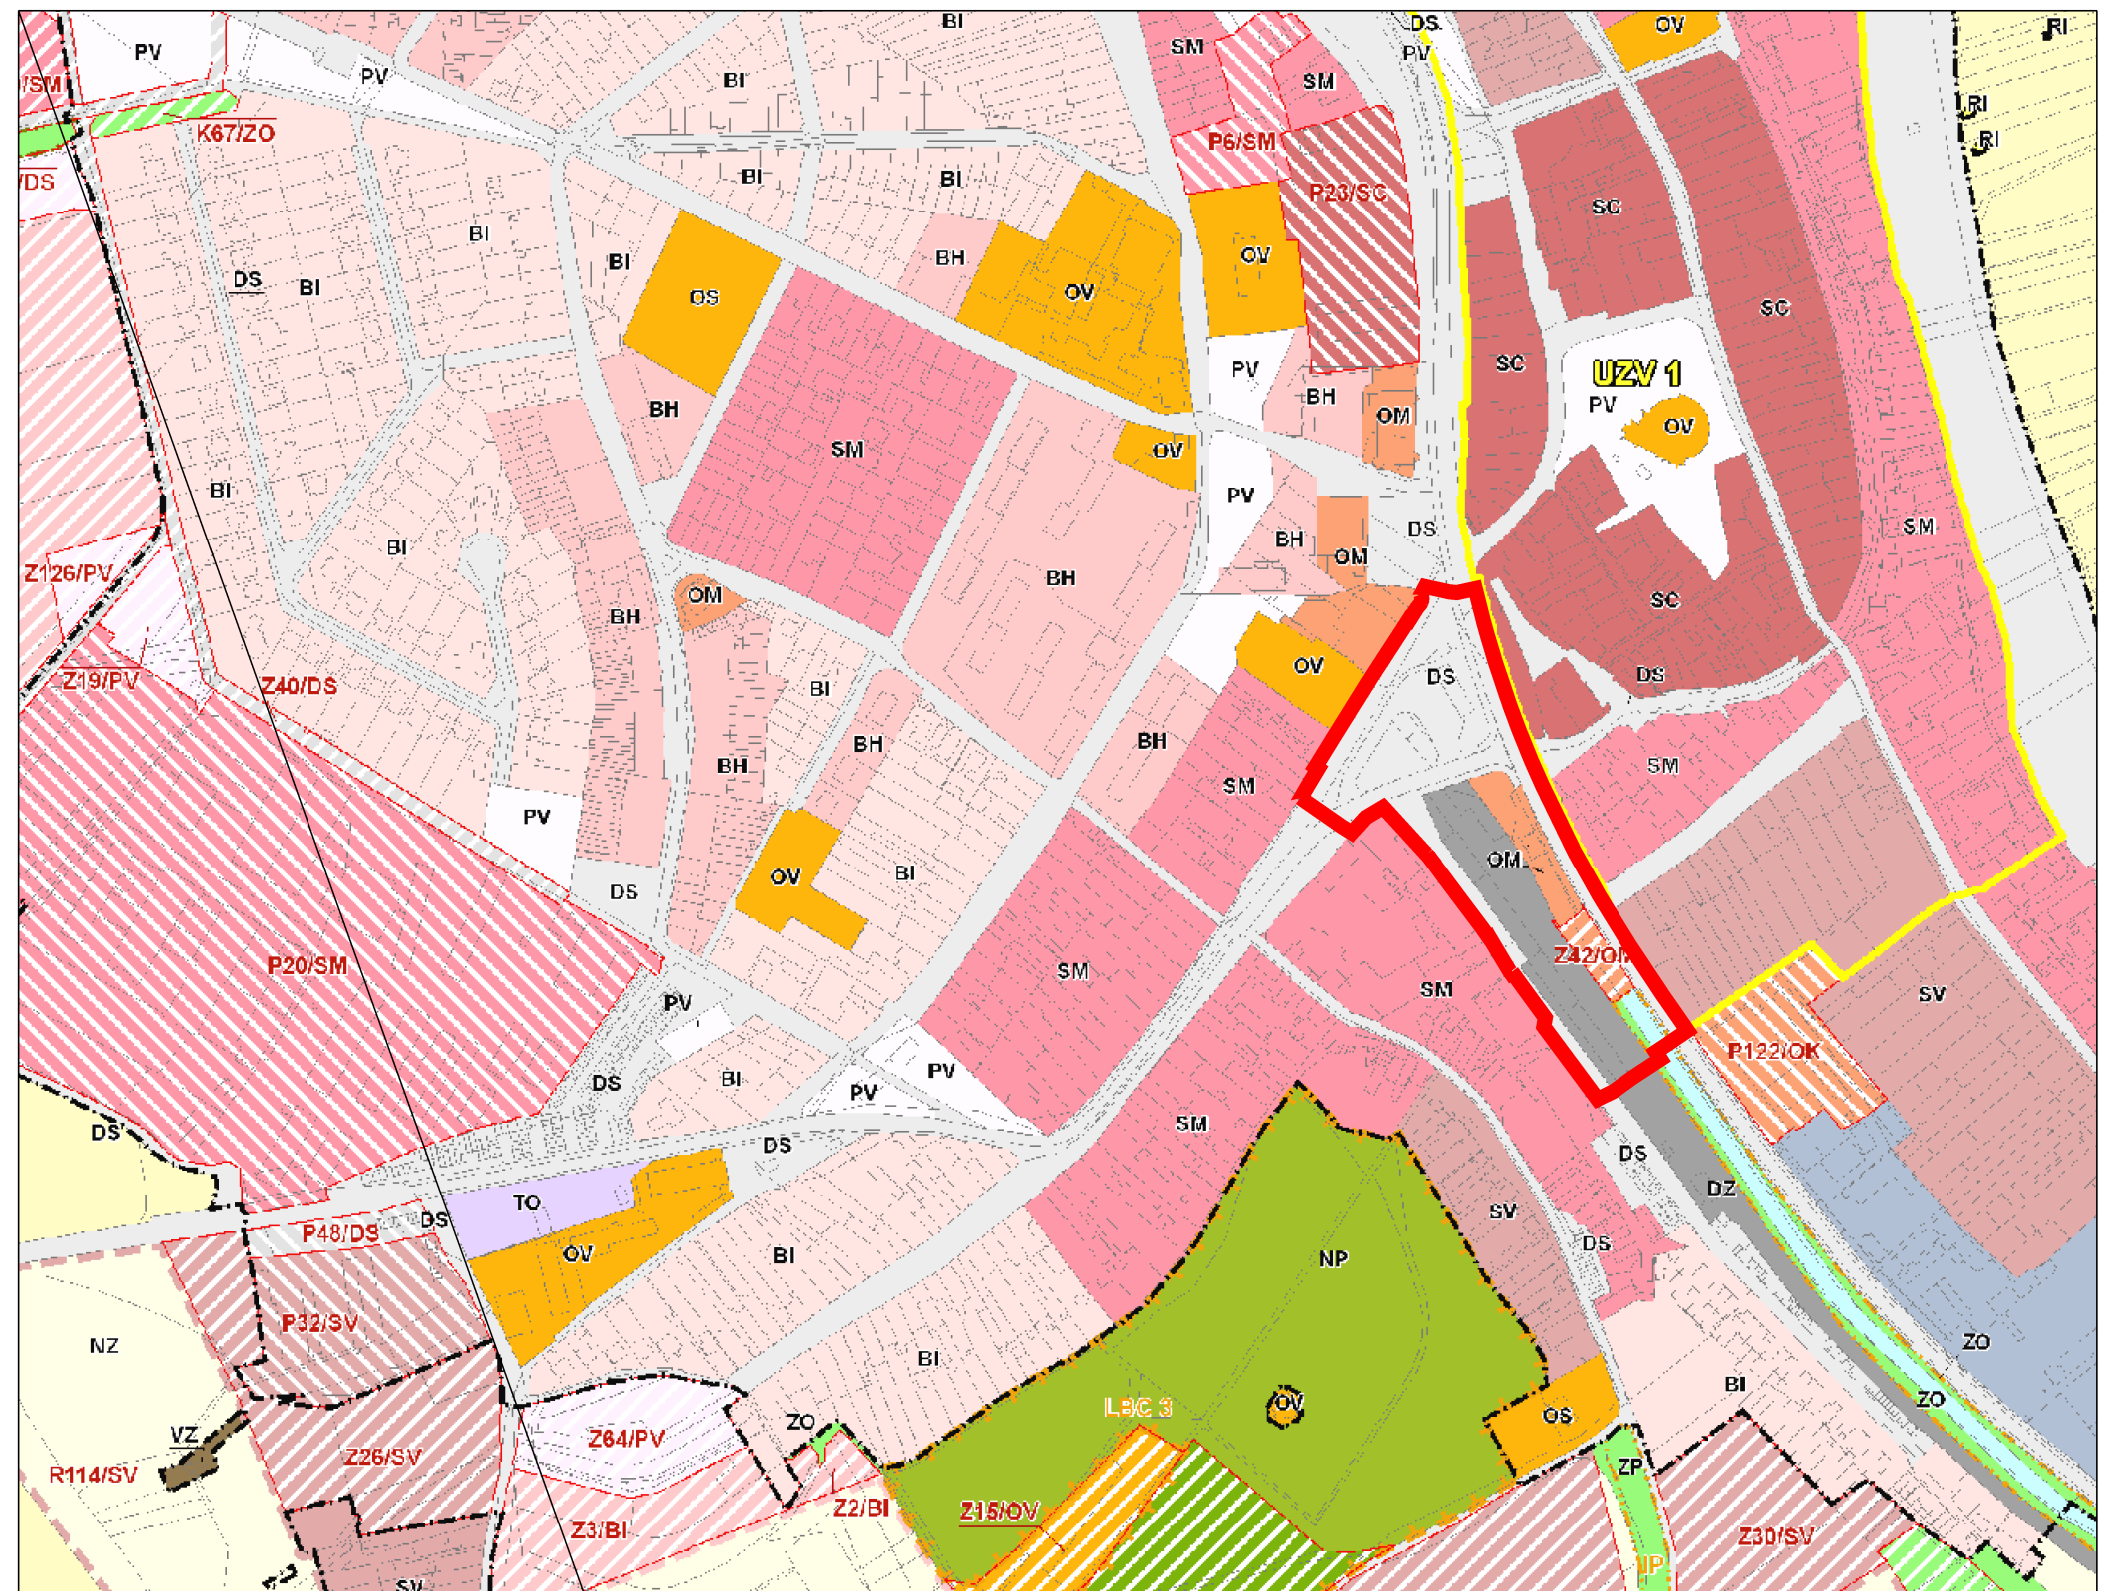 DS
BI
OV
RI
PV
SM
PV
PV
BI
SM
/SM
RI
K67/ZO
P6/SM
RI
BI
BI
/DS
P23/SC
SC
BI
BI
BH
OV
OV
DS
BI
OS
SC
SC
PV
UZV 1
BH
PV
BH
OM
OV
SM
OV
BI
PV
SM
DS
BI
BH
OM
Z126/PV
BH
OM
SC
BH
OV
Z19/PV
Z40/DS
BI
DS
DS
BH
BH
BH
SM
SM
PV
OV
BI
OM
DS
P20/SM
SM
Z42/OM
SM
SV
PV
P122/OK
BI
PV
PV
DS
DS
SM
DS
DS
TO
DZ
P48/DS
DS
SV
DS
OV
BI
NP
P32/SV
NZ
ZO
BI
BI
ZO
LBC 3
OV
OS
ZO
VZ
Z64/PV
Z26/SV
ZP
R114/SV
Z2/BI
Z15/OV
Z3/BI
Z30/SV
SV